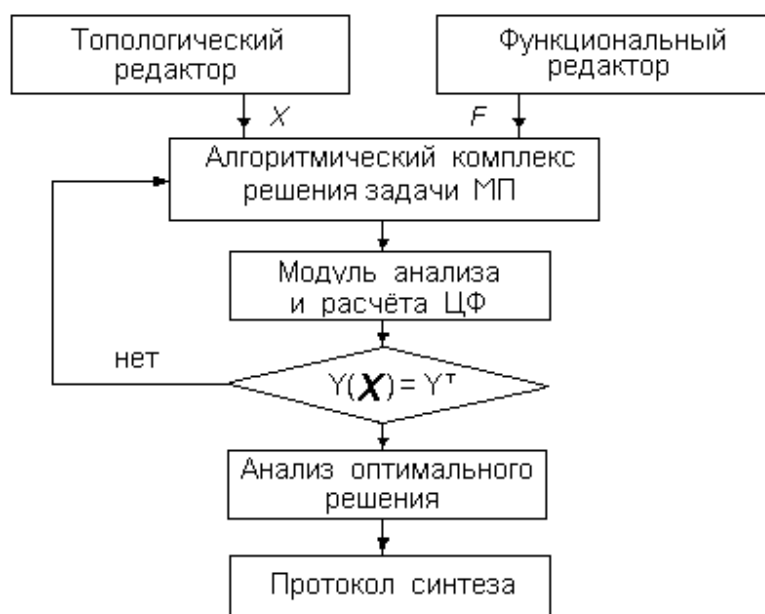 Топологический
редактор
Функциональный
редактор
X
F
Алгоритмический комплекс
решения задачи МП
Модуль анализа
и расчёта ЦФ
нет
Y(X) = Yᵀ
Анализ оптимального
решения
Протокол синтеза